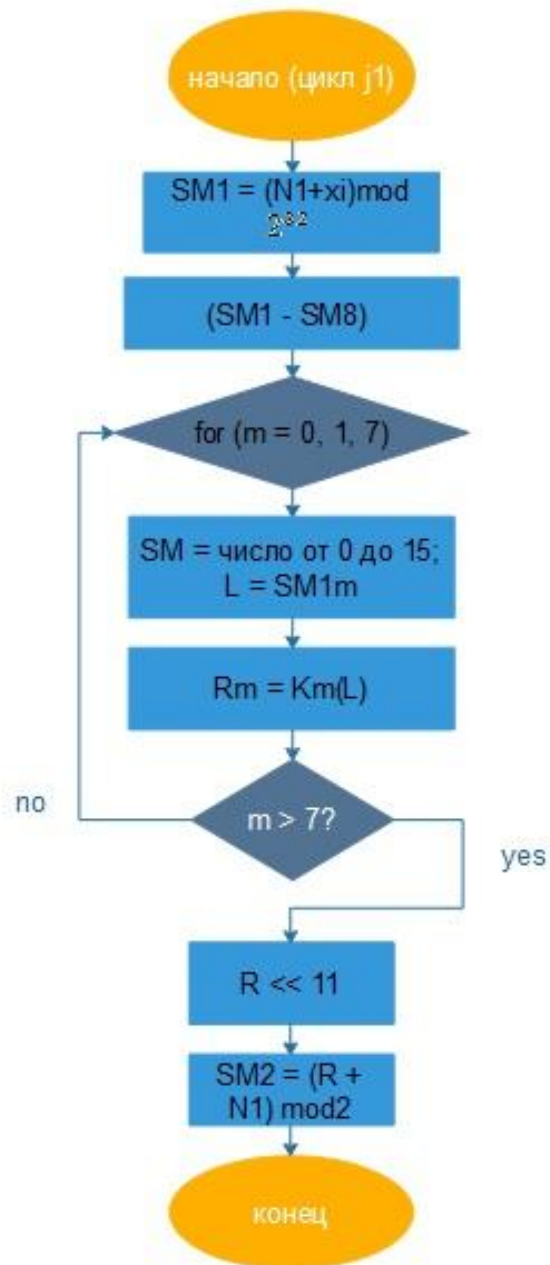 начало (цикл j1)
SM1 = (N1+xi)mod
2³²
(SM1 - SM8)
for (m = 0, 1, 7)
SM = число от 0 до 15;
L = SM1m
Rm = Km(L)
no
m > 7?
yes
R << 11
SM2 = (R +
N1) mod2
конец